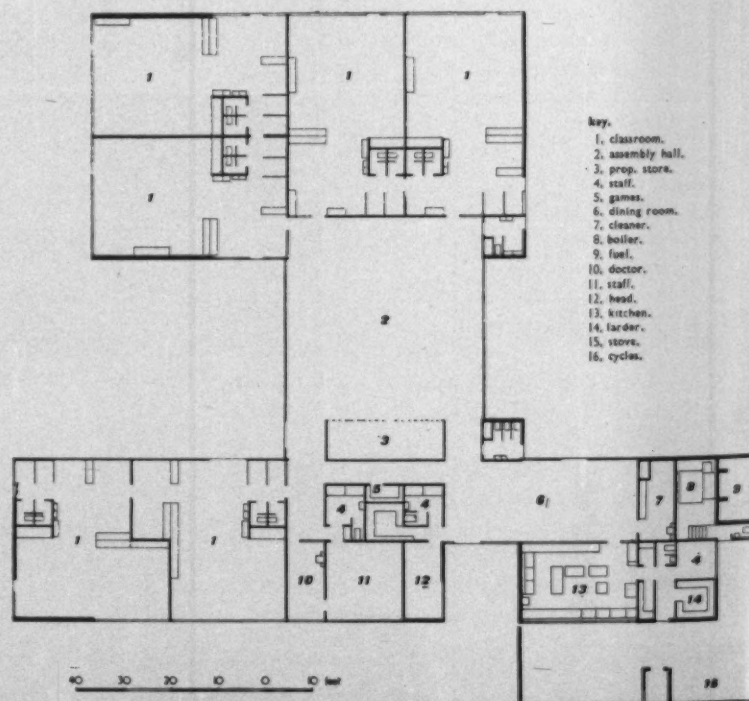 1
1
1
1
key.
1, classroom.
2, assembly hall.
3, prop. store.
4, staff.
5, games.
6, dining room.
7, cleaner.
8, boiler.
9, fuel.
10, doctor.
11, staff.
12, head.
13, kitchen.
14, larder.
15, stove.
16, cycles.
2
3
5
4
4
6
7
8
9
1
1
10
11
12
13
4
14
40 30 20 10 0 10 feet